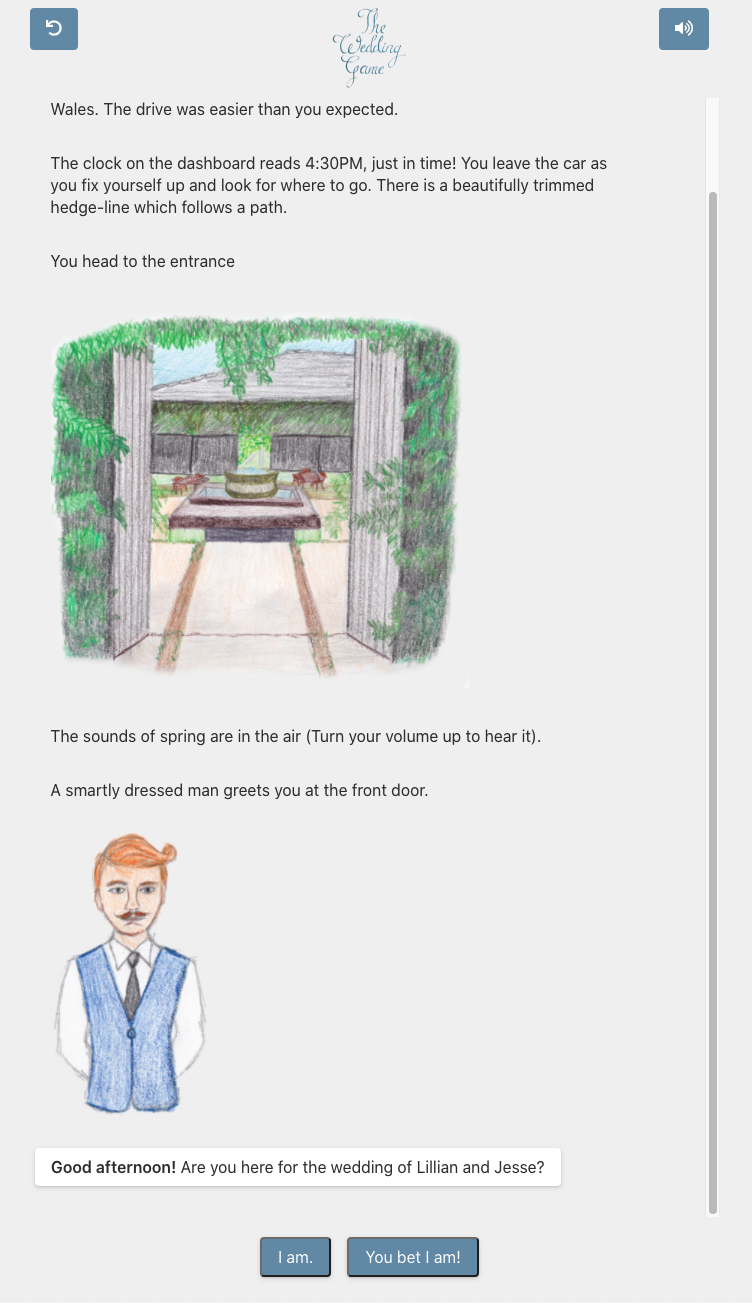 The
Wedding
Game
Wales. The drive was easier than you expected.
The clock on the dashboard reads 4:30PM, just in time! You leave the car as
you fix yourself up and look for where to go. There is a beautifully trimmed
hedge-line which follows a path.
You head to the entrance
The sounds of spring are in the air (Turn your volume up to hear it).
A smartly dressed man greets you at the front door.
Good afternoon! Are you here for the wedding of Lillian and Jesse?
I am.
You bet I am!